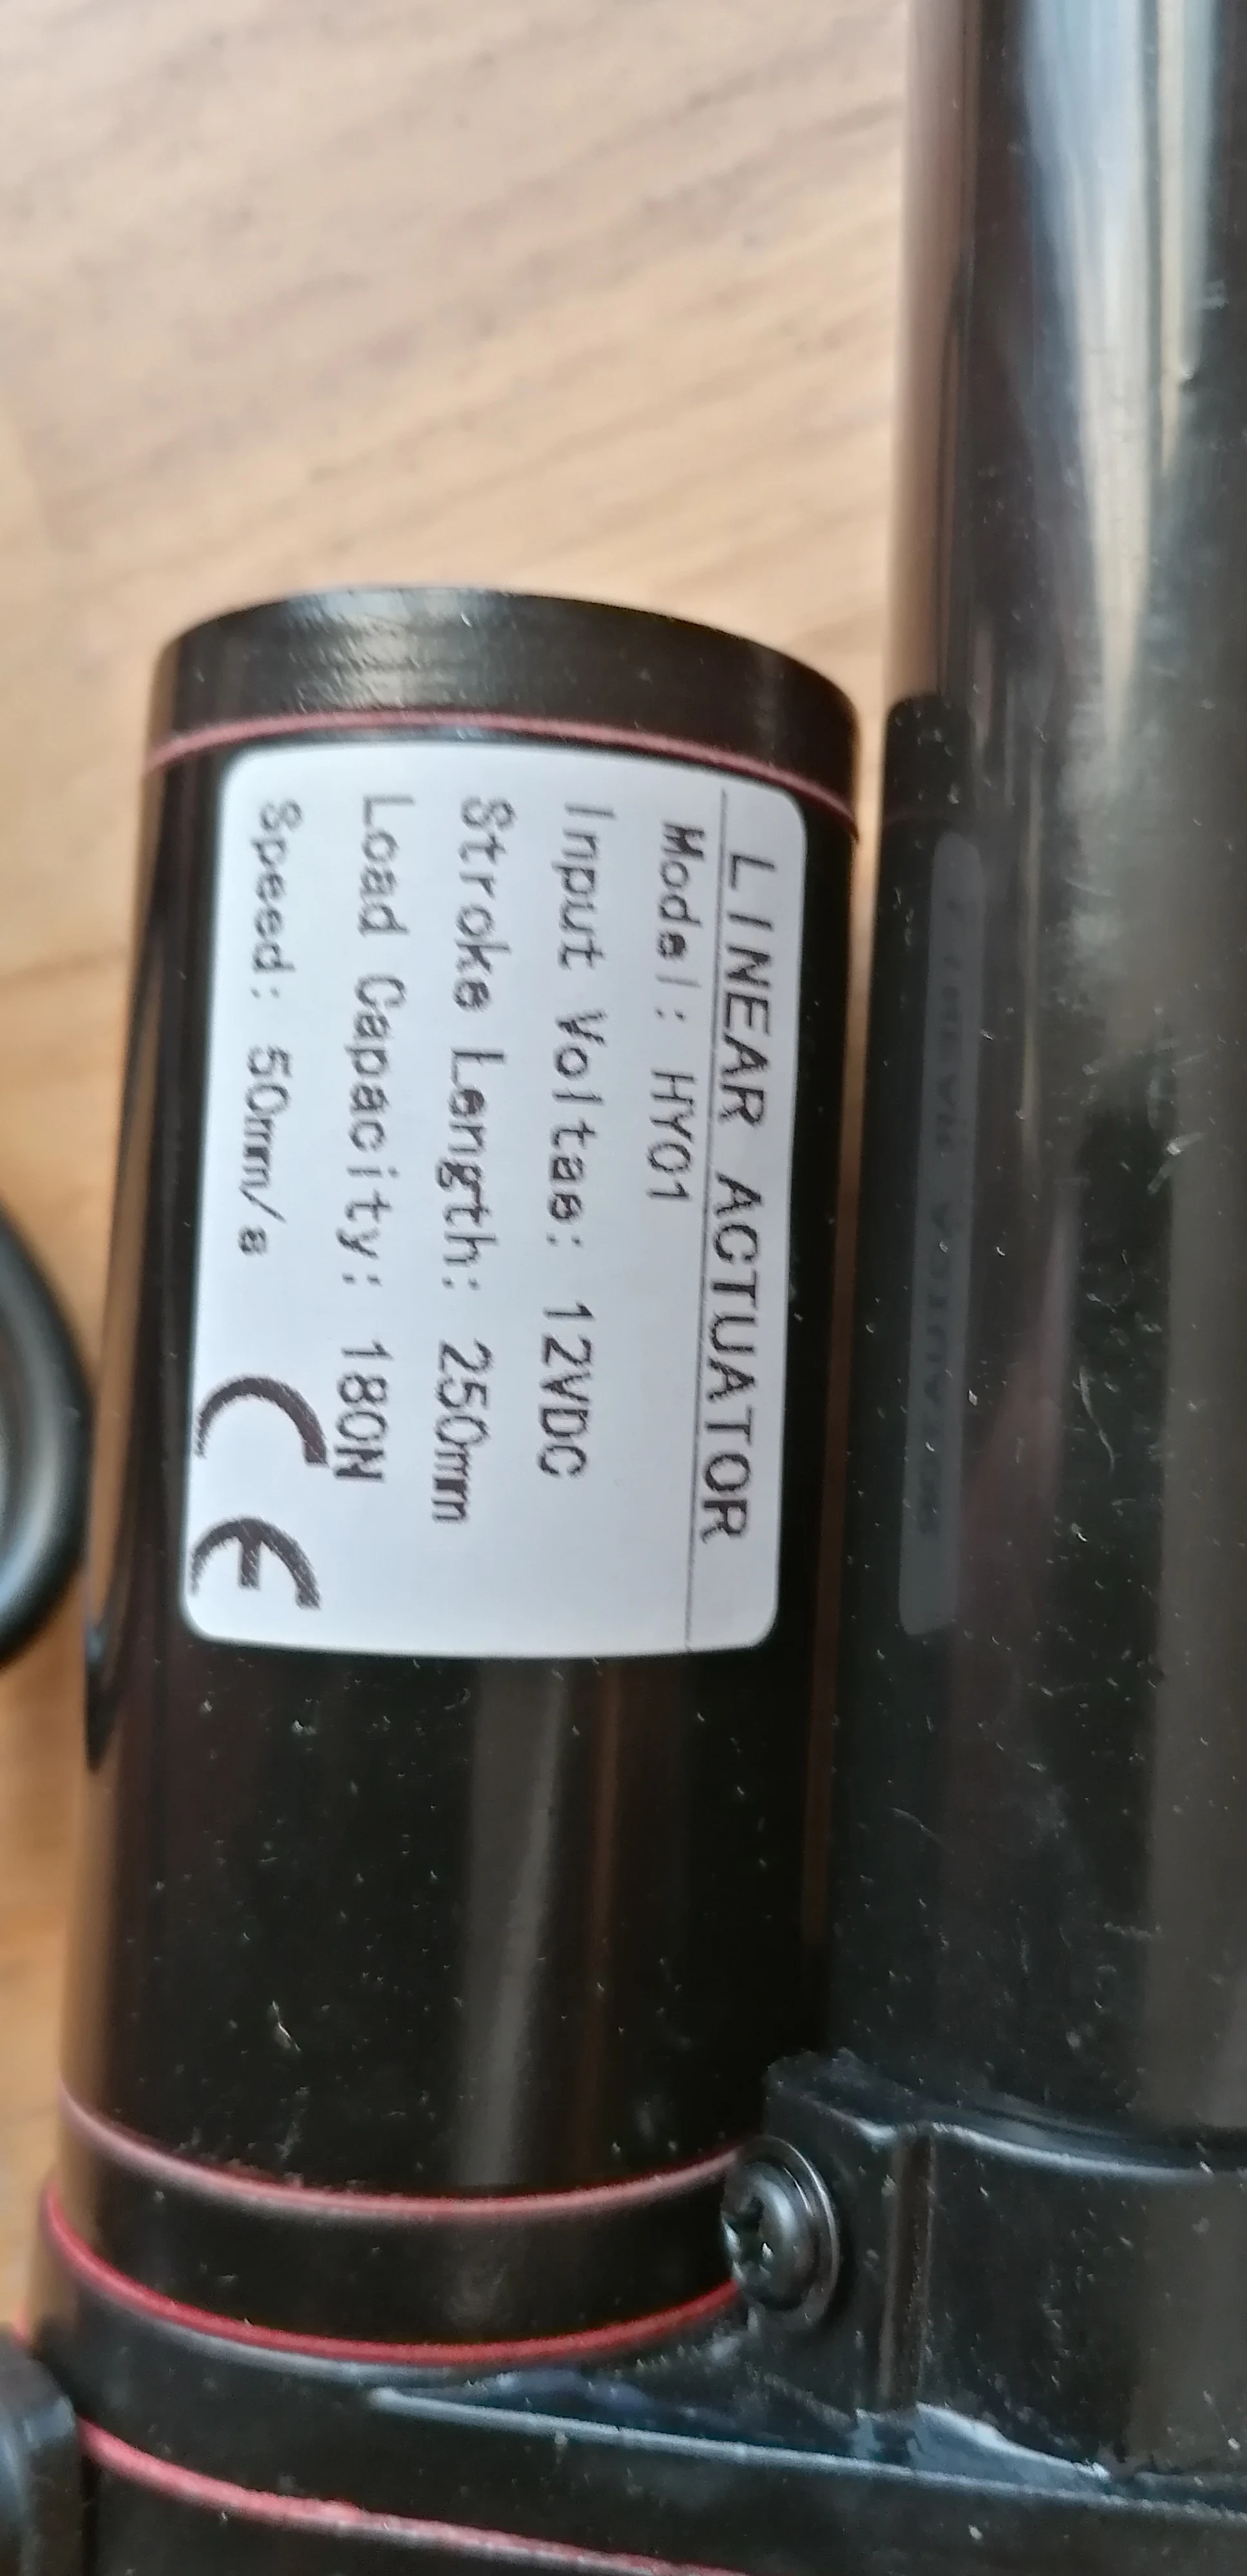 LINEAR ACTUATOR
Model: HY01
Input Voltae: 12VDC
Stroke Length: 250mm
Load Capacity: 180N
Speed: 50mm/s
CE